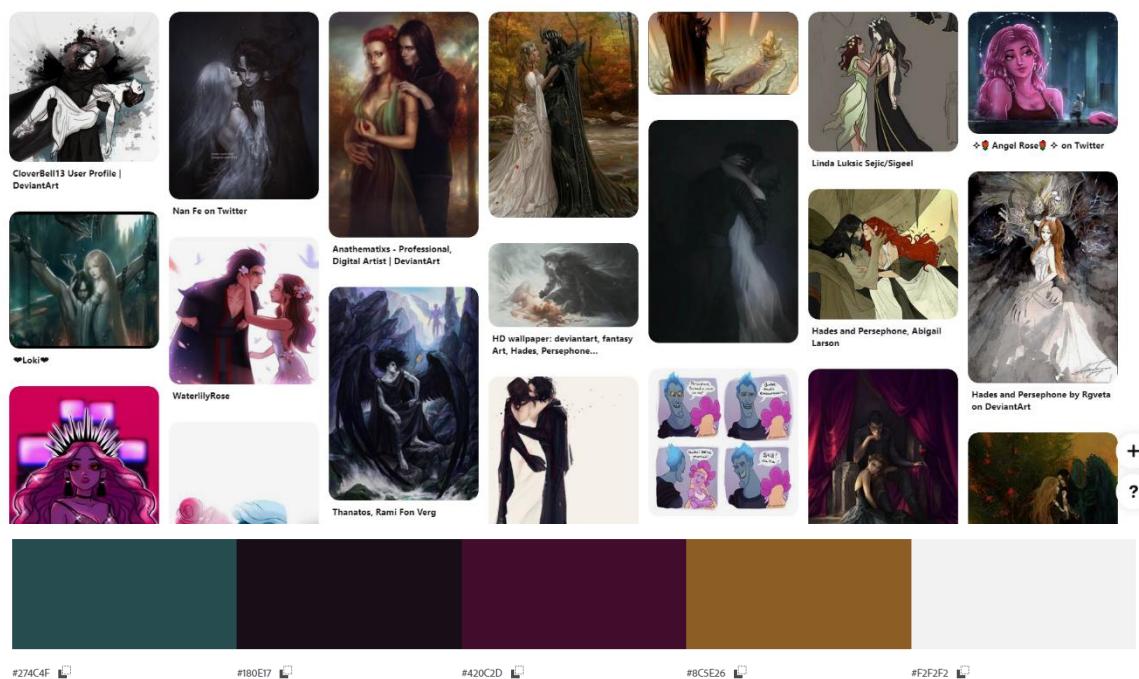 CloverBell13 User Profile |
DeviantArt
❤Loki❤
Nan Fe on Twitter
WaterlilyRose
Anathematixs - Professional,
Digital Artist | DeviantArt
Thanatos, Rami Fon Verg
HD wallpaper: deviantart, fantasy
Art, Hades, Persephone...
Linda Luksic Sejic/Sigeel
Hades and Persephone, Abigail
Larson
✧🌹 Angel Rose🌹 ✧ on Twitter
Hades and Persephone by Rgveta
on DeviantArt
+
?
#274C4F
#180E17
#420C2D
#8C5E26
#F2F2F2